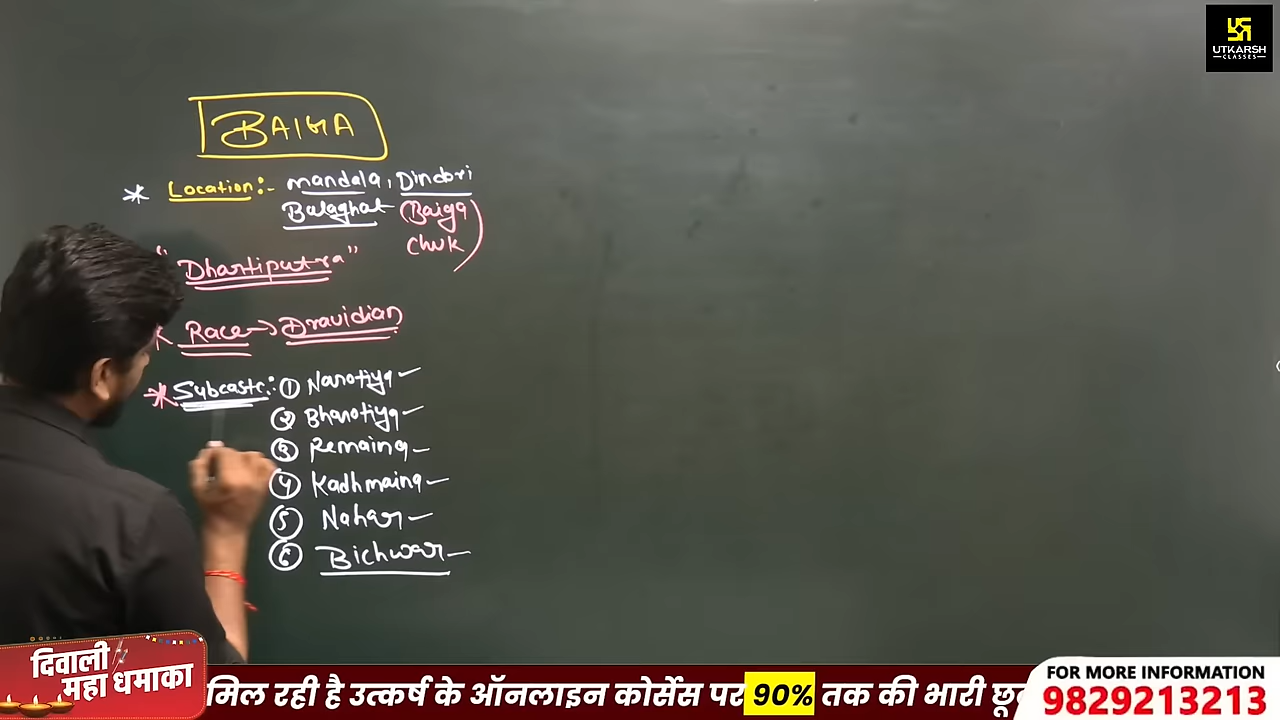 UTKARSH
CLASSES
BAIGA
* Location:- mandala, Dindori
Balaghat (Baiga
Chuk)
"Dhartiputra"
* Race → Dravidian
* Subcaste:- ① Narotiya –
② Bharotiya –
③ Remaina –
④ Kadhmaina –
⑤ Nahar –
⑥ Bichwar –
दिवाली
महा धमाका
मिल रही है उत्कर्ष के ऑनलाइन कोर्सेस पर 90% तक की भारी छू
FOR MORE INFORMATION
9829213213